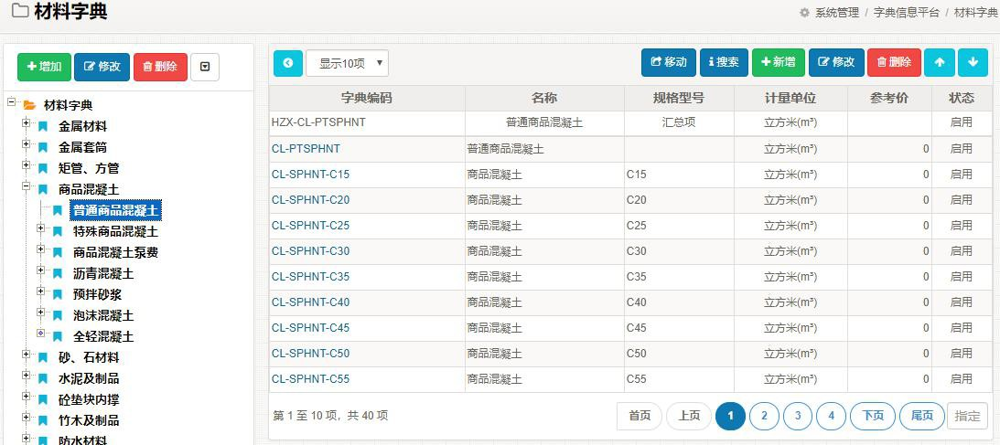 材料字典
系统管理 / 字典信息平台 / 材料字典
增加 修改 删除
材料字典
金属材料
金属套筒
矩管、方管
商品混凝土
普通商品混凝土
特殊商品混凝土
商品混凝土泵费
沥青混凝土
预拌砂浆
泡沫混凝土
全轻混凝土
砂、石材料
水泥及制品
砼垫块内撑
竹木及制品
防水材料
显示10项 移动 搜索 新增 修改 删除
字典编码 名称 规格型号 计量单位 参考价 状态
HZX-CL-PTSPHNT 普通商品混凝土 汇总项 立方米(m³) 启用
CL-PTSPHNT 普通商品混凝土 立方米(m³) 0 启用
CL-SPHNT-C15 商品混凝土 C15 立方米(m³) 0 启用
CL-SPHNT-C20 商品混凝土 C20 立方米(m³) 0 启用
CL-SPHNT-C25 商品混凝土 C25 立方米(m³) 0 启用
CL-SPHNT-C30 商品混凝土 C30 立方米(m³) 0 启用
CL-SPHNT-C35 商品混凝土 C35 立方米(m³) 0 启用
CL-SPHNT-C40 商品混凝土 C40 立方米(m³) 0 启用
CL-SPHNT-C45 商品混凝土 C45 立方米(m³) 0 启用
CL-SPHNT-C50 商品混凝土 C50 立方米(m³) 0 启用
CL-SPHNT-C55 商品混凝土 C55 立方米(m³) 0 启用
第 1 至 10 项，共 40 项 首页 上页 1 2 3 4 下页 尾页 指定